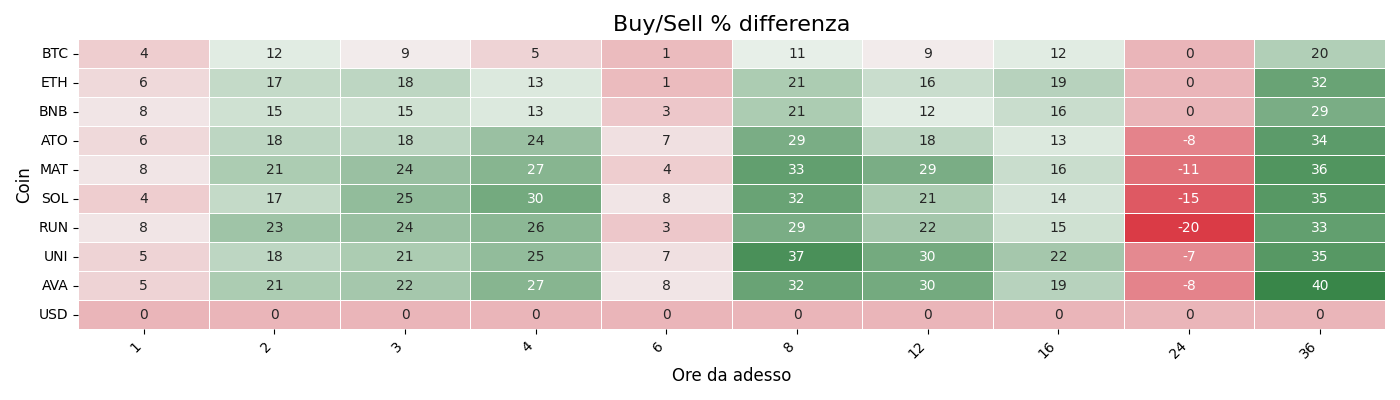 Buy/Sell % differenza
Coin
BTC 4 12 9 5 1 11 9 12 0 20
ETH 6 17 18 13 1 21 16 19 0 32
BNB 8 15 15 13 3 21 12 16 0 29
ATO 6 18 18 24 7 29 18 13 -8 34
MAT 8 21 24 27 4 33 29 16 -11 36
SOL 4 17 25 30 8 32 21 14 -15 35
RUN 8 23 24 26 3 29 22 15 -20 33
UNI 5 18 21 25 7 37 30 22 -7 35
AVA 5 21 22 27 8 32 30 19 -8 40
USD 0 0 0 0 0 0 0 0 0 0
1 2 3 4 6 8 12 16 24 36
Ore da adesso